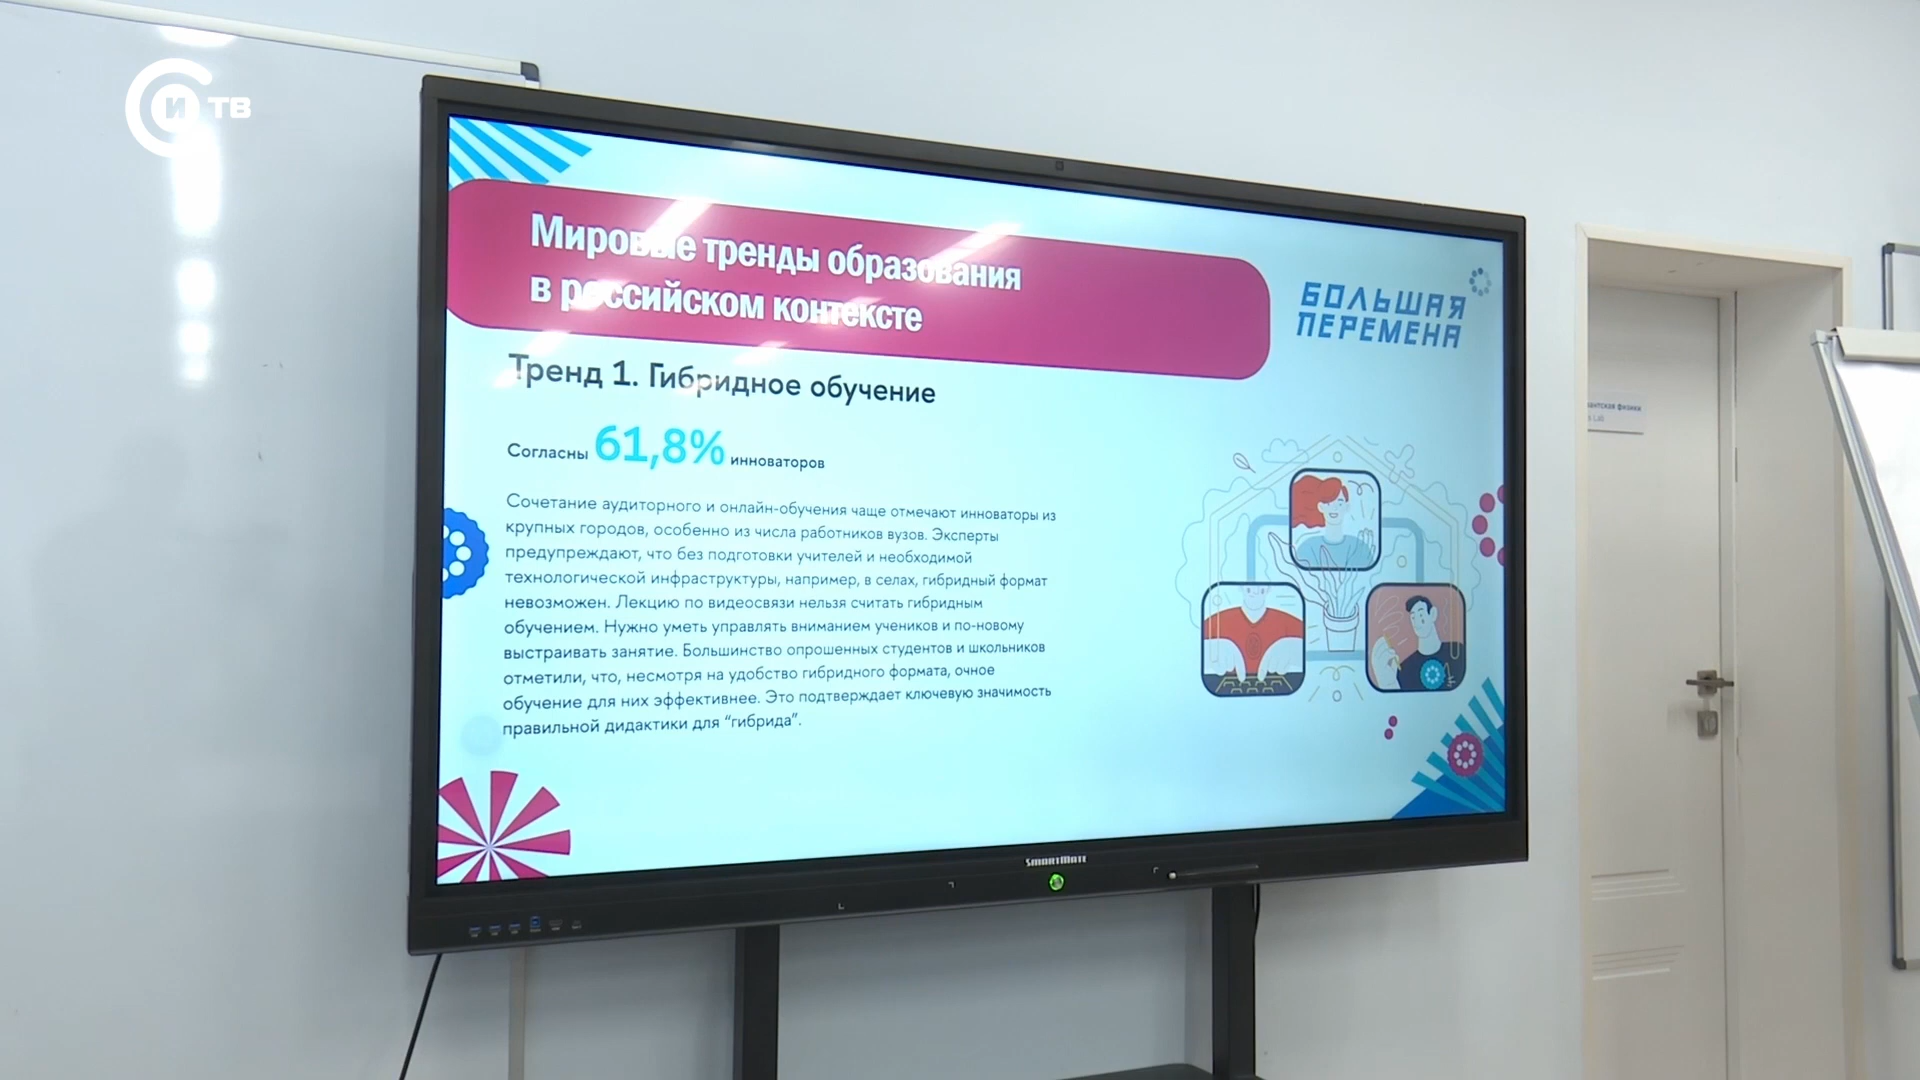 И ТВ
Мировые тренды образования
в российском контексте
БОЛЬШАЯ
ПЕРЕМЕНА
Тренд 1. Гибридное обучение
Согласны 61,8% инноваторов
Сочетание аудиторного и онлайн-обучения чаще отмечают инноваторы из
крупных городов, особенно из числа работников вузов. Эксперты
предупреждают, что без подготовки учителей и необходимой
технологической инфраструктуры, например, в селах, гибридный формат
невозможен. Лекцию по видеосвязи нельзя считать гибридным
обучением. Нужно уметь управлять вниманием учеников и по-новому
выстраивать занятие. Большинство опрошенных студентов и школьников
отметили, что, несмотря на удобство гибридного формата, очное
обучение для них эффективнее. Это подтверждает ключевую значимость
правильной дидактики для “гибрида”.
SMARTMATE
физики
Lab